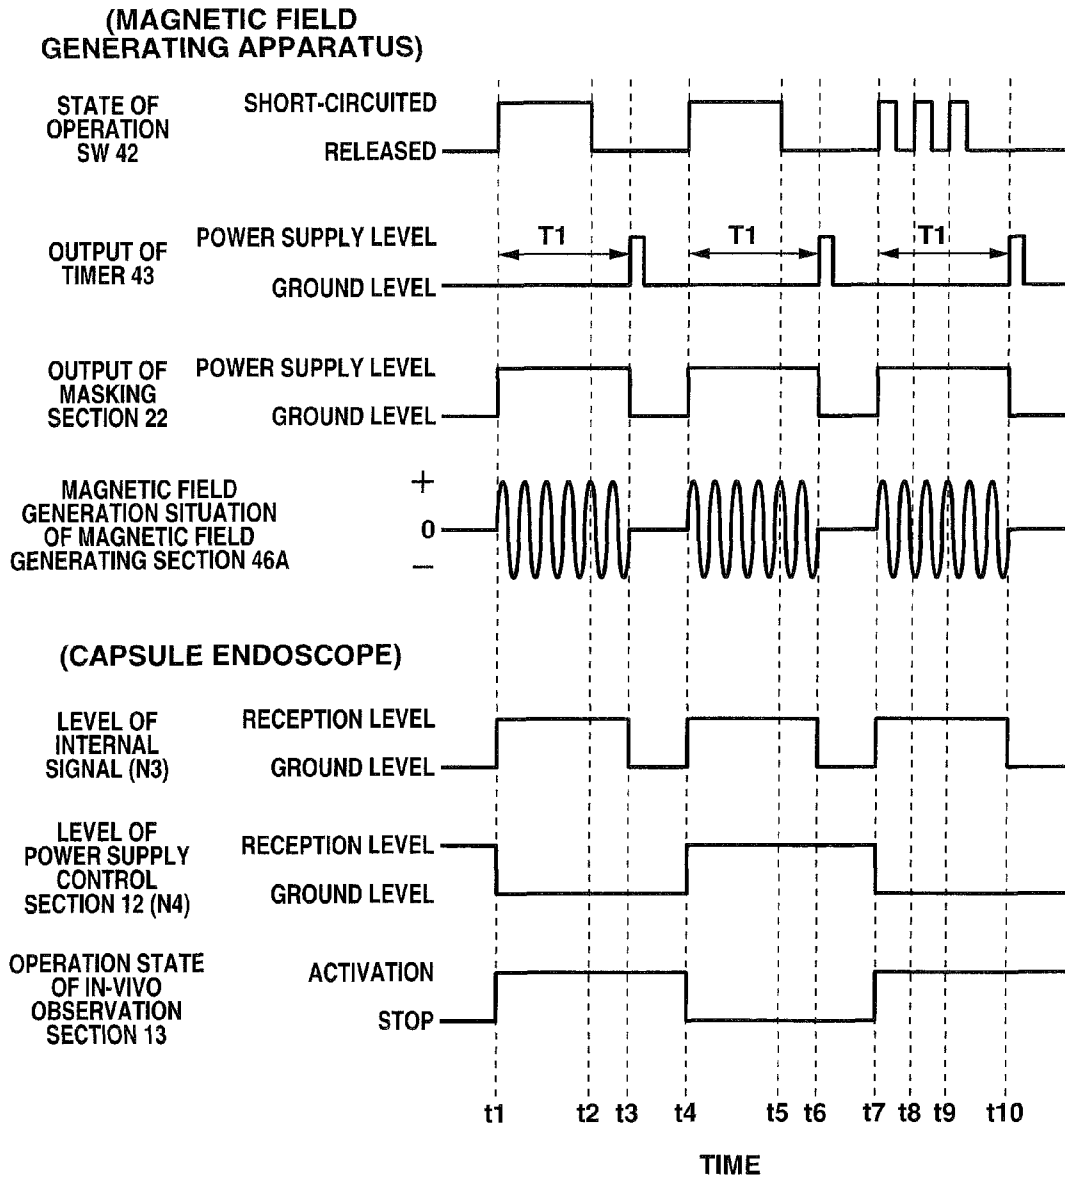 (MAGNETIC FIELD
GENERATING APPARATUS)
STATE OF
OPERATION
SW 42
SHORT-CIRCUITED
RELEASED
OUTPUT OF
TIMER 43
POWER SUPPLY LEVEL
GROUND LEVEL
T1
T1
T1
OUTPUT OF
MASKING
SECTION 22
POWER SUPPLY LEVEL
GROUND LEVEL
MAGNETIC FIELD
GENERATION SITUATION
OF MAGNETIC FIELD
GENERATING SECTION 46A
+
0
−
(CAPSULE ENDOSCOPE)
LEVEL OF
INTERNAL
SIGNAL (N3)
RECEPTION LEVEL
GROUND LEVEL
LEVEL OF
POWER SUPPLY
CONTROL
SECTION 12 (N4)
RECEPTION LEVEL
GROUND LEVEL
OPERATION STATE
OF IN-VIVO
OBSERVATION
SECTION 13
ACTIVATION
STOP
t1 t2 t3 t4 t5 t6 t7 t8 t9 t10
TIME